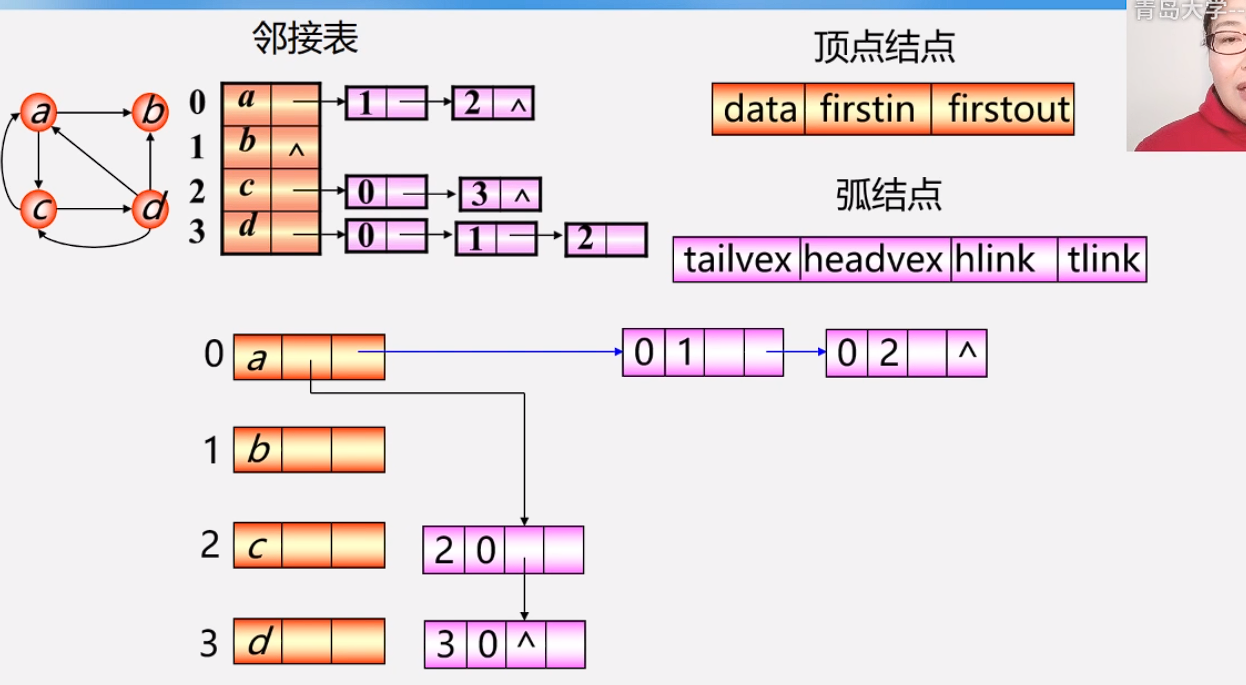 青岛大学--
邻接表
顶点结点
a b
c d
0 a 1 2 ^
1 b ^
2 c 0 3 ^
3 d 0 1 2
data firstin firstout
弧结点
tailvex headvex hlink tlink
0 a 0 1 0 2 ^
1 b
2 c 2 0
3 d 3 0 ^